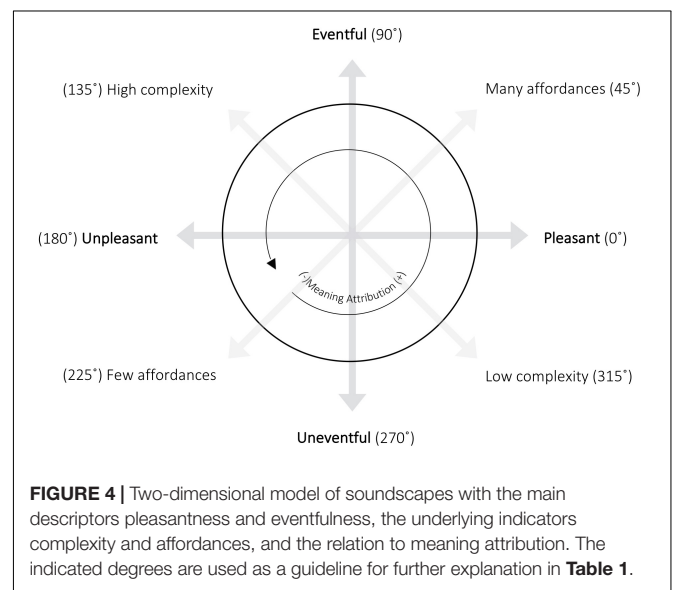 Eventful (90˚)
(135˚) High complexity
Many affordances (45˚)
(180˚) Unpleasant
Pleasant (0˚)
(-)Meaning Attribution (+)
(225˚) Few affordances
Low complexity (315˚)
Uneventful (270˚)
FIGURE 4 | Two-dimensional model of soundscapes with the main
descriptors pleasantness and eventfulness, the underlying indicators
complexity and affordances, and the relation to meaning attribution. The
indicated degrees are used as a guideline for further explanation in Table 1.